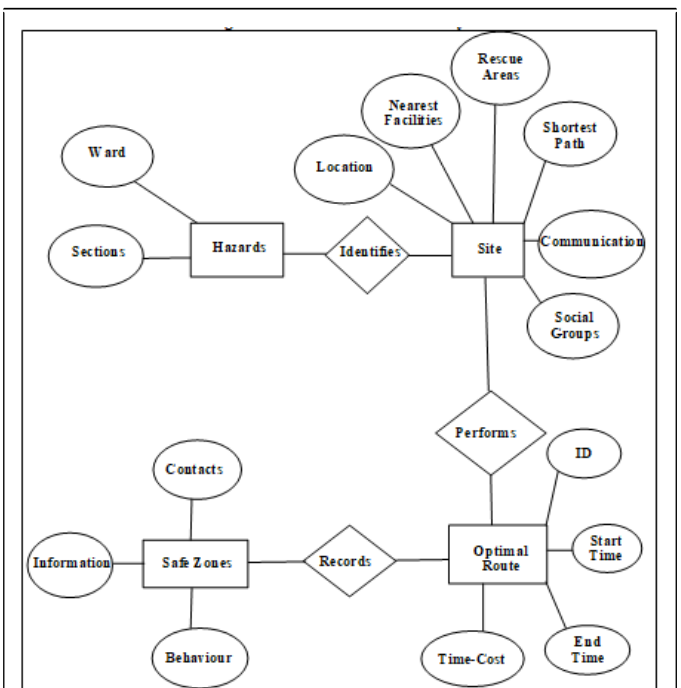 Rescue
Areas
Nearest
Facilities
Shortest
Path
Ward
Location
Sections
Hazards
Identifies
Site
Communication
Social
Groups
Performs
Contacts
ID
Information
Safe Zones
Records
Optimal
Route
Start
Time
Behaviour
Time-Cost
End
Time